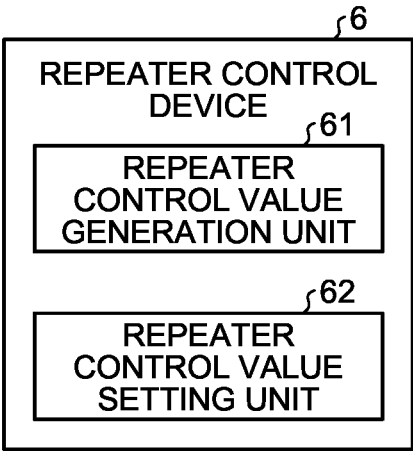 6
REPEATER CONTROL
DEVICE
61
REPEATER
CONTROL VALUE
GENERATION UNIT
62
REPEATER
CONTROL VALUE
SETTING UNIT